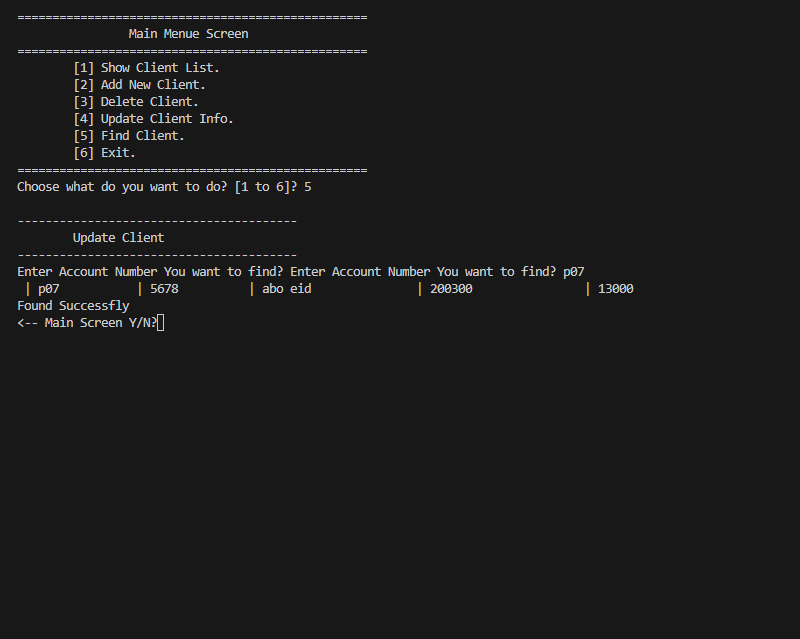 ==================================================
Main Menue Screen
==================================================
[1] Show Client List.
[2] Add New Client.
[3] Delete Client.
[4] Update Client Info.
[5] Find Client.
[6] Exit.
==================================================
Choose what do you want to do? [1 to 6]? 5
----------------------------------------
Update Client
----------------------------------------
Enter Account Number You want to find? Enter Account Number You want to find? p07
| p07 | 5678 | abo eid | 200300 | 13000
Found Successfly
<-- Main Screen Y/N?